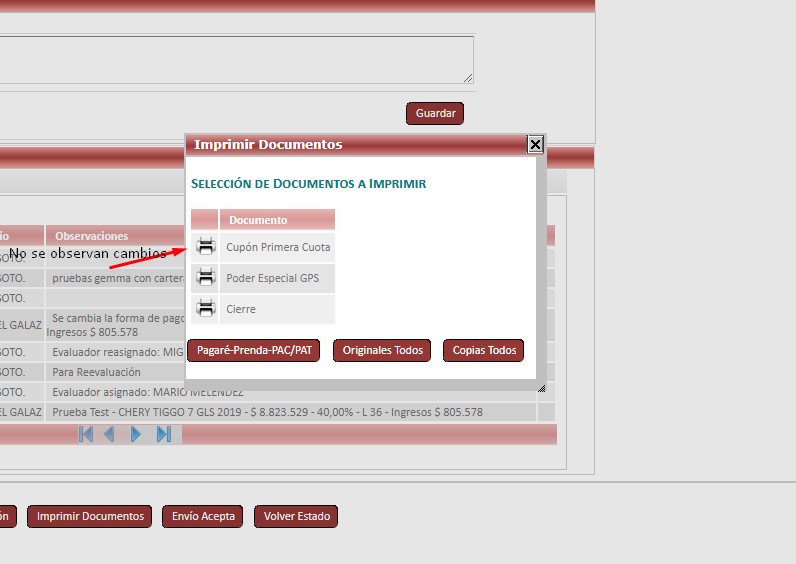 Guardar
Imprimir Documentos
SELECCIÓN DE DOCUMENTOS A IMPRIMIR
Documento
Cupón Primera Cuota
Poder Especial GPS
Cierre
Pagaré-Prenda-PAC/PAT Originales Todos Copias Todos
io Observaciones
No se observan cambios
SOTO.
SOTO. pruebas gemma con carter
SOTO.
EL GALAZ Se cambia la forma de pago
Ingresos $ 805.578
SOTO. Evaluador reasignado: MIG
SOTO. Para Reevaluación
SOTO. Evaluador asignado: MARIO MELENDEZ
EL GALAZ Prueba Test - CHERY TIGGO 7 GLS 2019 - $ 8.823.529 - 40,00% - L 36 - Ingresos $ 805.578
ón Imprimir Documentos Envío Acepta Volver Estado